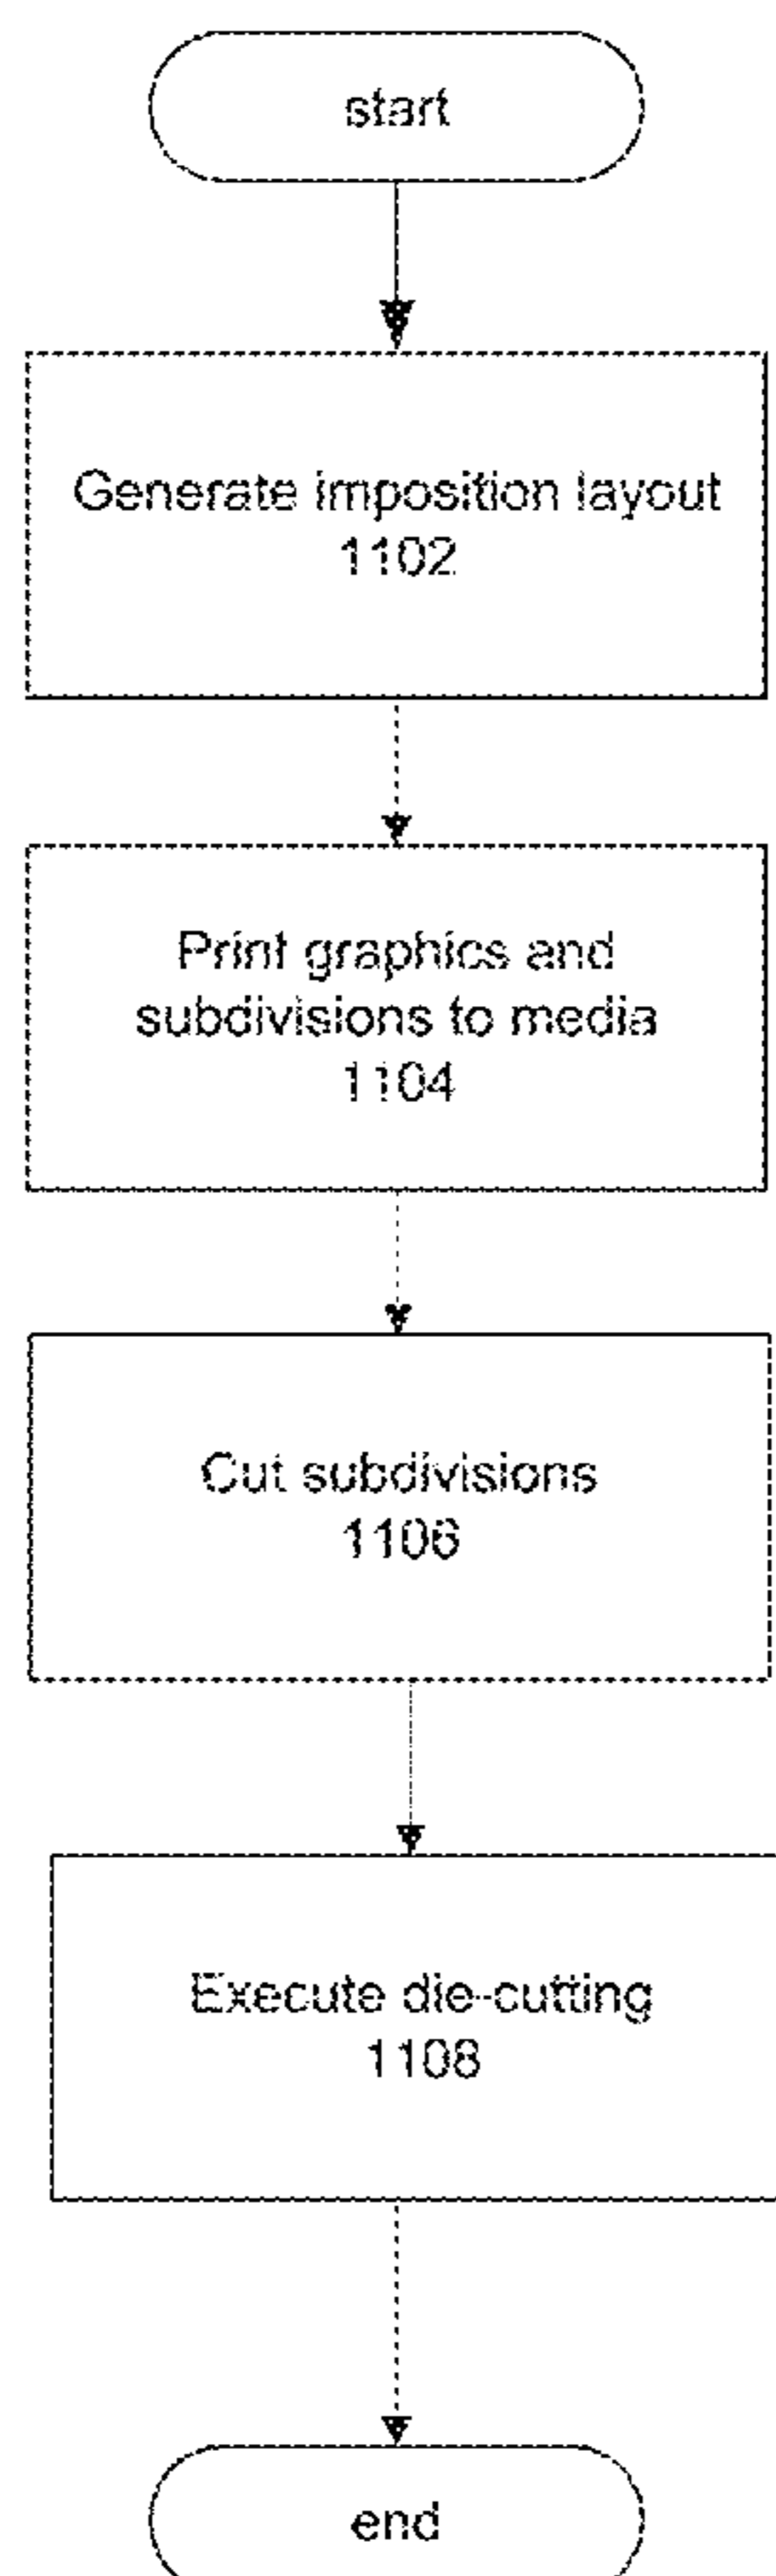 start
Generate imposition layout
1102
Print graphics and
subdivisions to media
1104
Cut subdivisions
1106
Execute die-cutting
1108
end